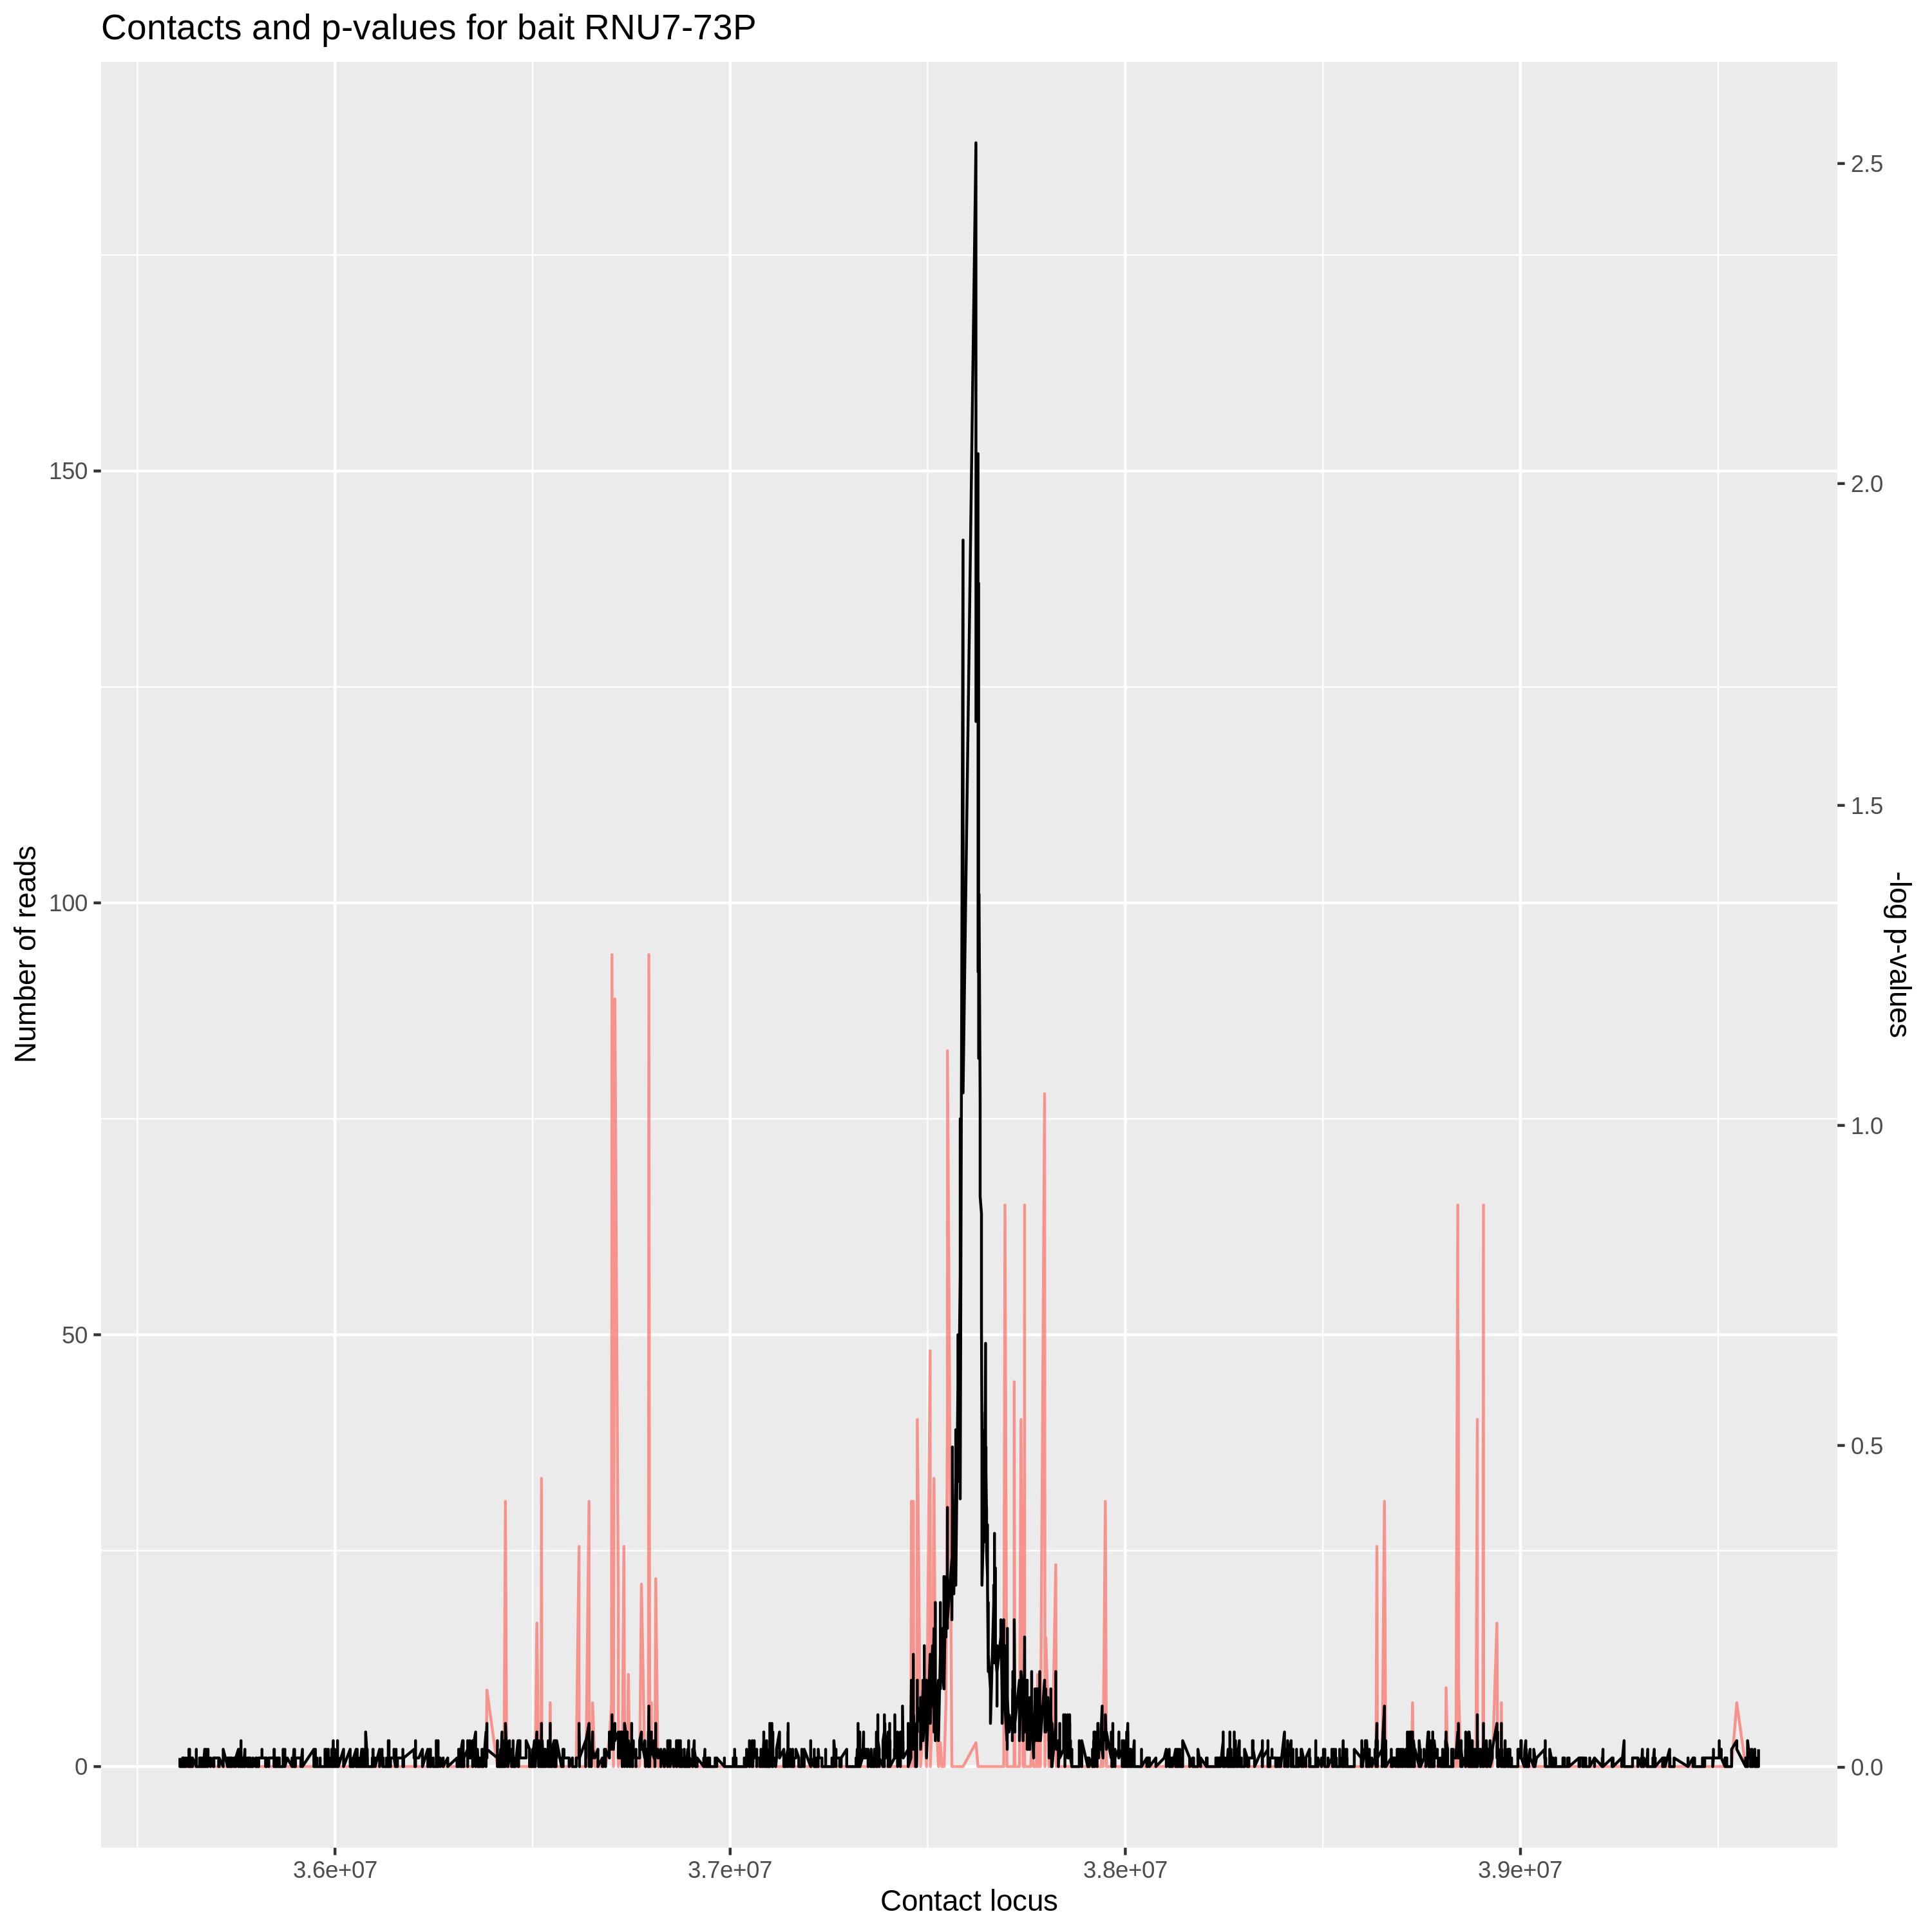 Contacts and p-values for bait RNU7-73P
Number of reads
150
100
50
0
2.5
2.0
1.5
1.0
0.5
0.0
-log p-values
3.6e+07 3.7e+07 3.8e+07 3.9e+07
Contact locus